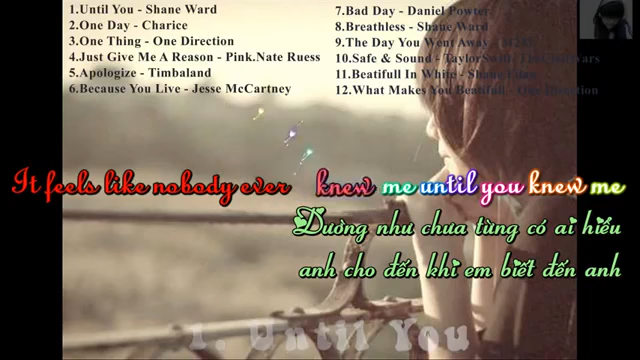 1.Until You - Shane Ward
2.One Day - Charice
3.One Thing - One Direction
4.Just Give Me A Reason - Pink.Nate Ruess
5.Apologize - Timbaland
6.Because You Live - Jesse McCartney
7.Bad Day - Daniel Powter
8.Breathless - Shane Ward
9.The Day You Went Away - M2M
10.Safe & Sound - TaylorSwift
11.Beatifull In White - Shane
12.What Makes You Beatifull - One Direction
It feels like nobody ever knew me until you knew me
Dường như chưa từng có ai hiểu
anh cho đến khi em biết đến anh
1. Until You